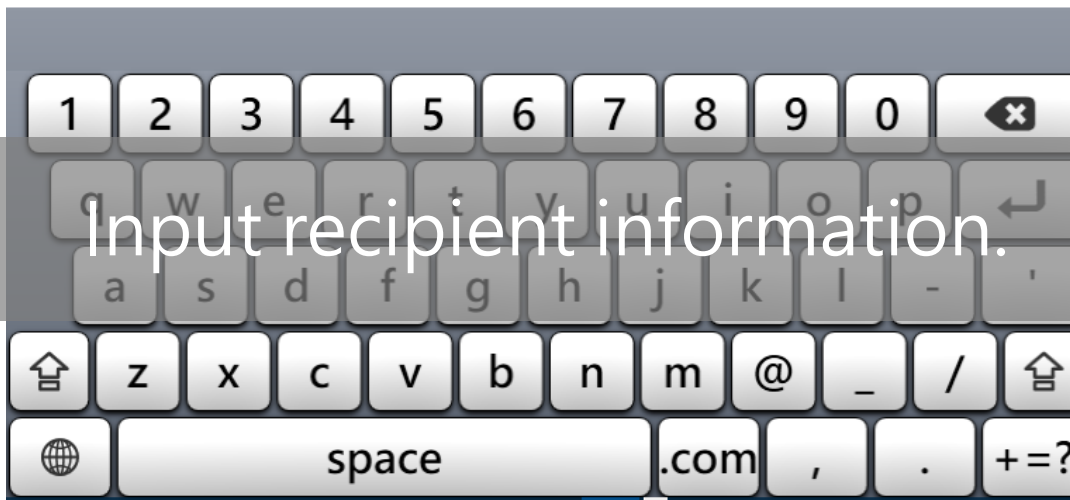 1 2 3 4 5 6 7 8 9 0
q w e r t y u i o p
Input recipient information.
a s d f g h j k l - '
z x c v b n m @ _ /
space .com , . +=?